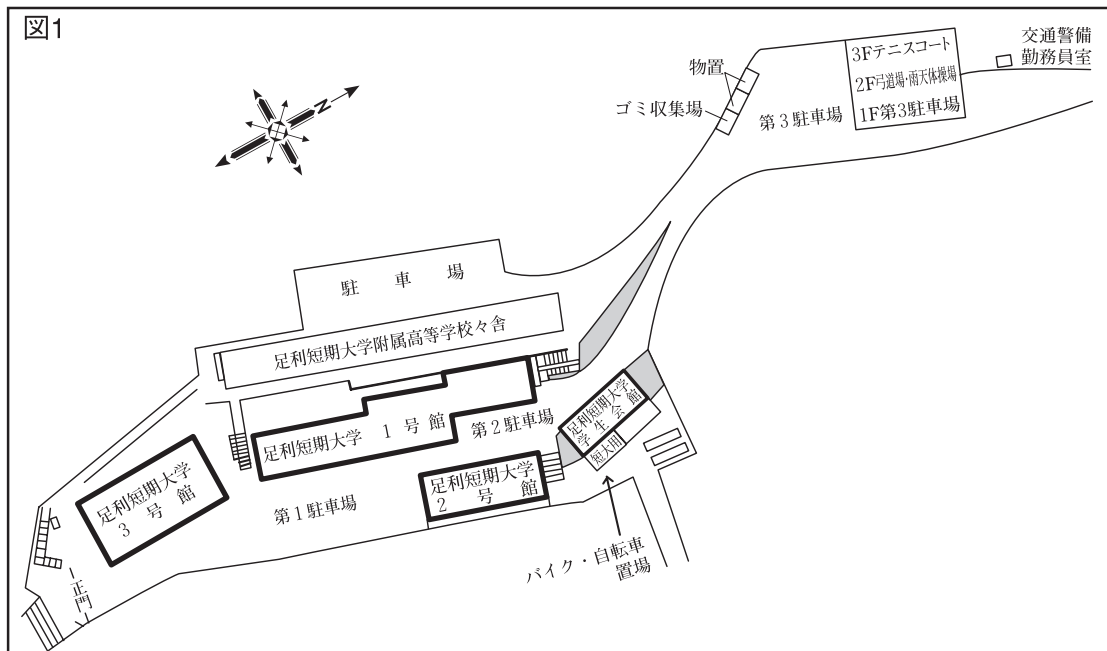 図1
N
物置
ゴミ収集場
第3駐車場
3Fテニスコート
2F弓道場・雨天体操場
1F第3駐車場
交通警備
勤務員室
駐車場
足利短期大学附属高等学校々舎
足利短期大学 1号館
第2駐車場
足利短期大学
学生会館
短大用
足利短期大学
2号館
足利短期大学
3号館
第1駐車場
バイク・自転車
置場
正門